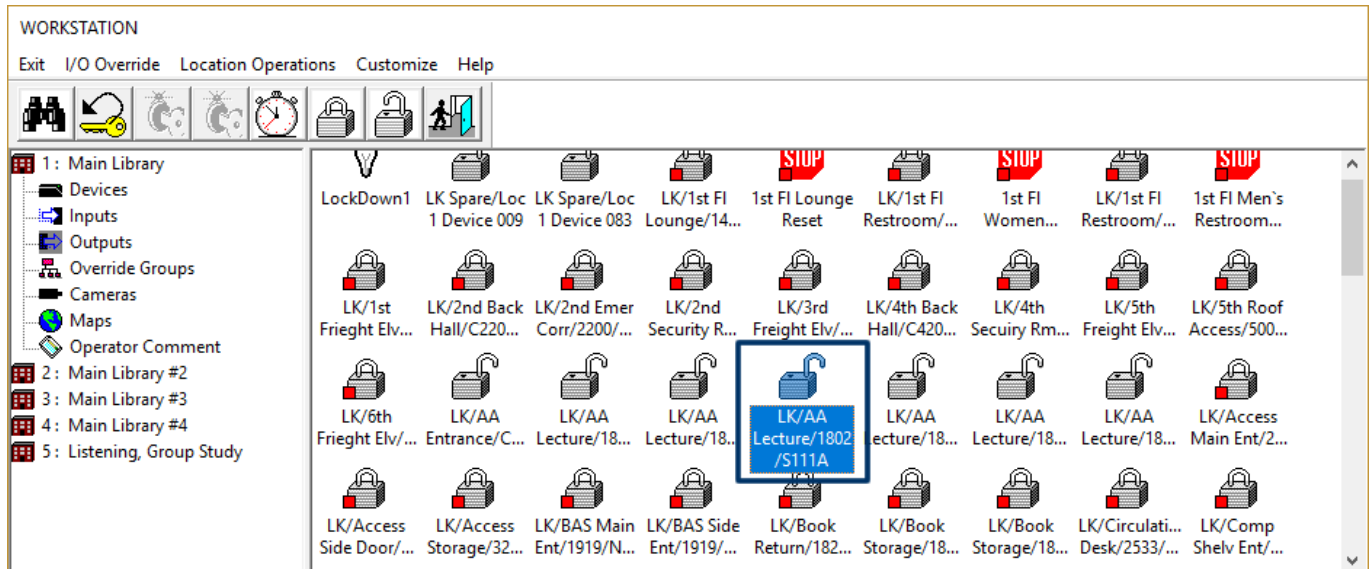 WORKSTATION
Exit I/O Override Location Operations Customize Help
1 : Main Library
Devices
Inputs
Outputs
Override Groups
Cameras
Maps
Operator Comment
2 : Main Library #2
3 : Main Library #3
4 : Main Library #4
5 : Listening, Group Study
STOP STOP STOP
LockDown1 LK Spare/Loc LK Spare/Loc LK/1st Fl 1st Fl Lounge LK/1st Fl 1st Fl LK/1st Fl 1st Fl Men`s
1 Device 009 1 Device 083 Lounge/14... Reset Restroom/... Women... Restroom/... Restroom...
LK/1st LK/2nd Back LK/2nd Emer LK/2nd LK/3rd LK/4th Back LK/4th LK/5th LK/5th Roof
Frieght Elv... Hall/C220... Corr/2200/... Security R... Freight Elv/... Hall/C420... Secuiry Rm... Freight Elv... Access/500...
LK/6th LK/AA LK/AA LK/AA LK/AA LK/AA LK/AA LK/AA LK/Access
Frieght Elv/... Entrance/C... Lecture/18... Lecture/18... Lecture/1802 Lecture/18... Lecture/18... Lecture/18... Main Ent/2...
/S111A
LK/Access LK/Access LK/BAS Main LK/BAS Side LK/Book LK/Book LK/Book LK/Circulati... LK/Comp
Side Door/... Storage/32... Ent/1919/N... Ent/1919/... Return/182... Storage/18... Storage/18... Desk/2533/... Shelv Ent/...